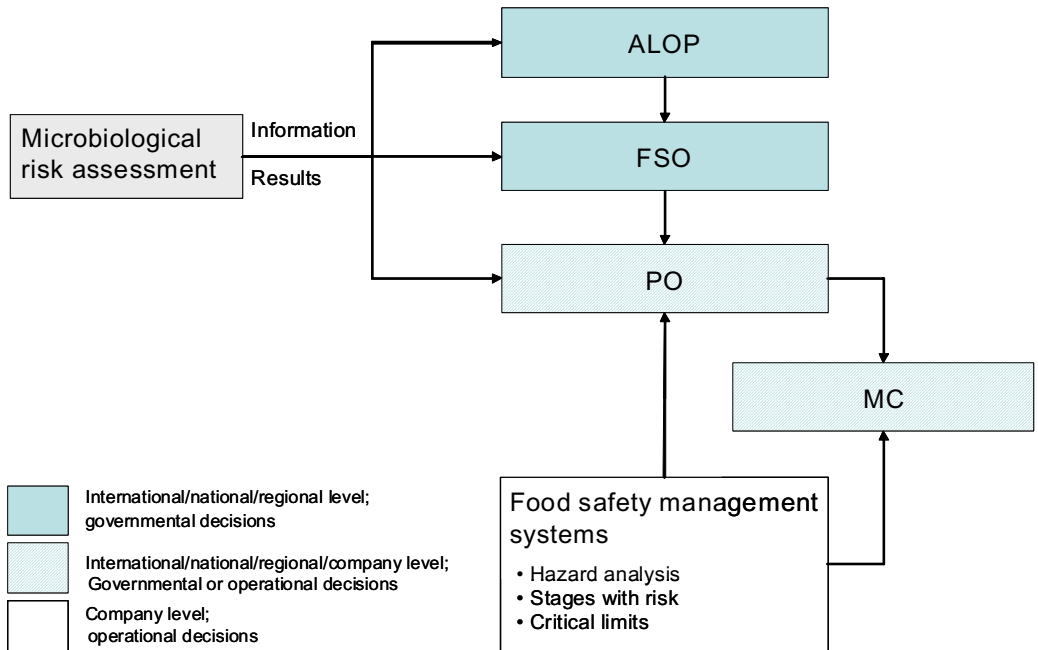 ALOP
Microbiological
risk assessment
Information
Results
FSO
PO
MC
Food safety management
systems
• Hazard analysis
• Stages with risk
• Critical limits
International/national/regional level;
governmental decisions
International/national/regional/company level;
Governmental or operational decisions
Company level;
operational decisions